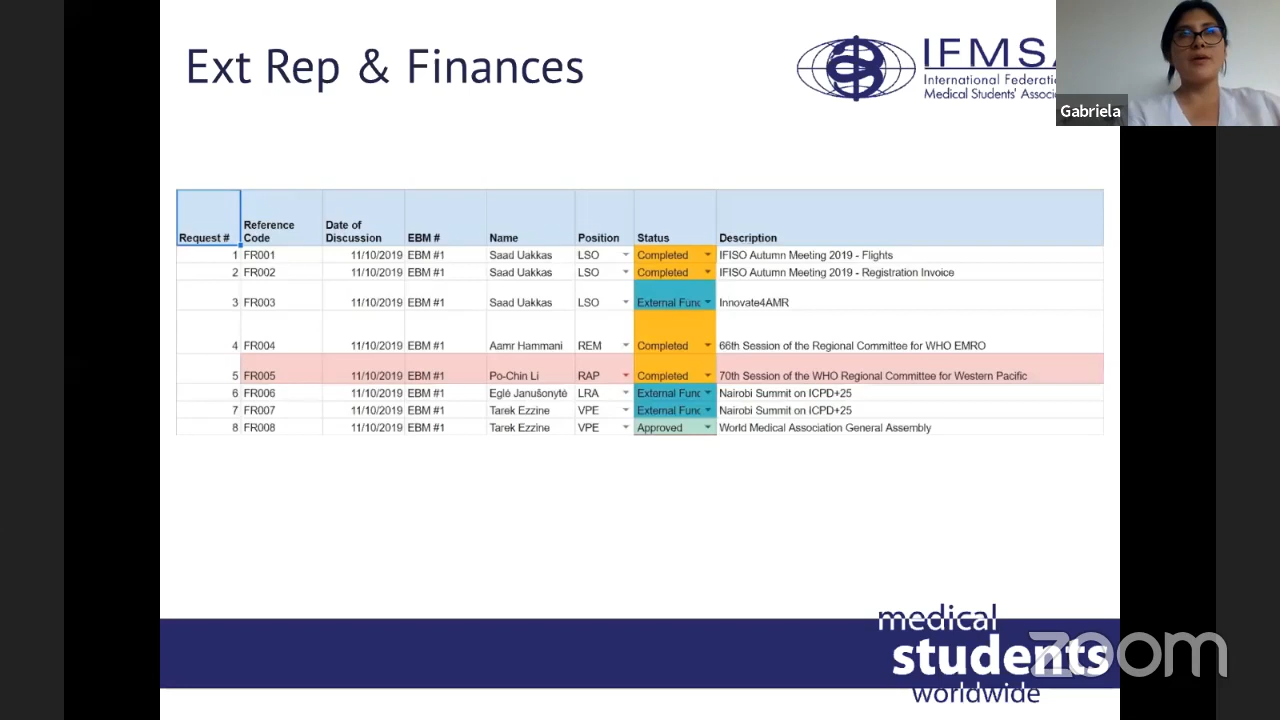 Ext Rep & Finances
IFMSA
International Federatio
Medical Students' Associ
Gabriela
Request # Reference Code Date of Discussion EBM # Name Position Status Description
1 FR001 11/10/2019 EBM #1 Saad Uakkas LSO Completed IFISO Autumn Meeting 2019 - Flights
2 FR002 11/10/2019 EBM #1 Saad Uakkas LSO Completed IFISO Autumn Meeting 2019 - Registration Invoice
3 FR003 11/10/2019 EBM #1 Saad Uakkas LSO External Func Innovate4AMR
4 FR004 11/10/2019 EBM #1 Aamr Hammani REM Completed 66th Session of the Regional Committee for WHO EMRO
5 FR005 11/10/2019 EBM #1 Po-Chin Li RAP Completed 70th Session of the WHO Regional Committee for Western Pacific
6 FR006 11/10/2019 EBM #1 Eglė Janušonytė LRA External Func Nairobi Summit on ICPD+25
7 FR007 11/10/2019 EBM #1 Tarek Ezzine VPE External Func Nairobi Summit on ICPD+25
8 FR008 11/10/2019 EBM #1 Tarek Ezzine VPE Approved World Medical Association General Assembly
medical
students
worldwide
zoom